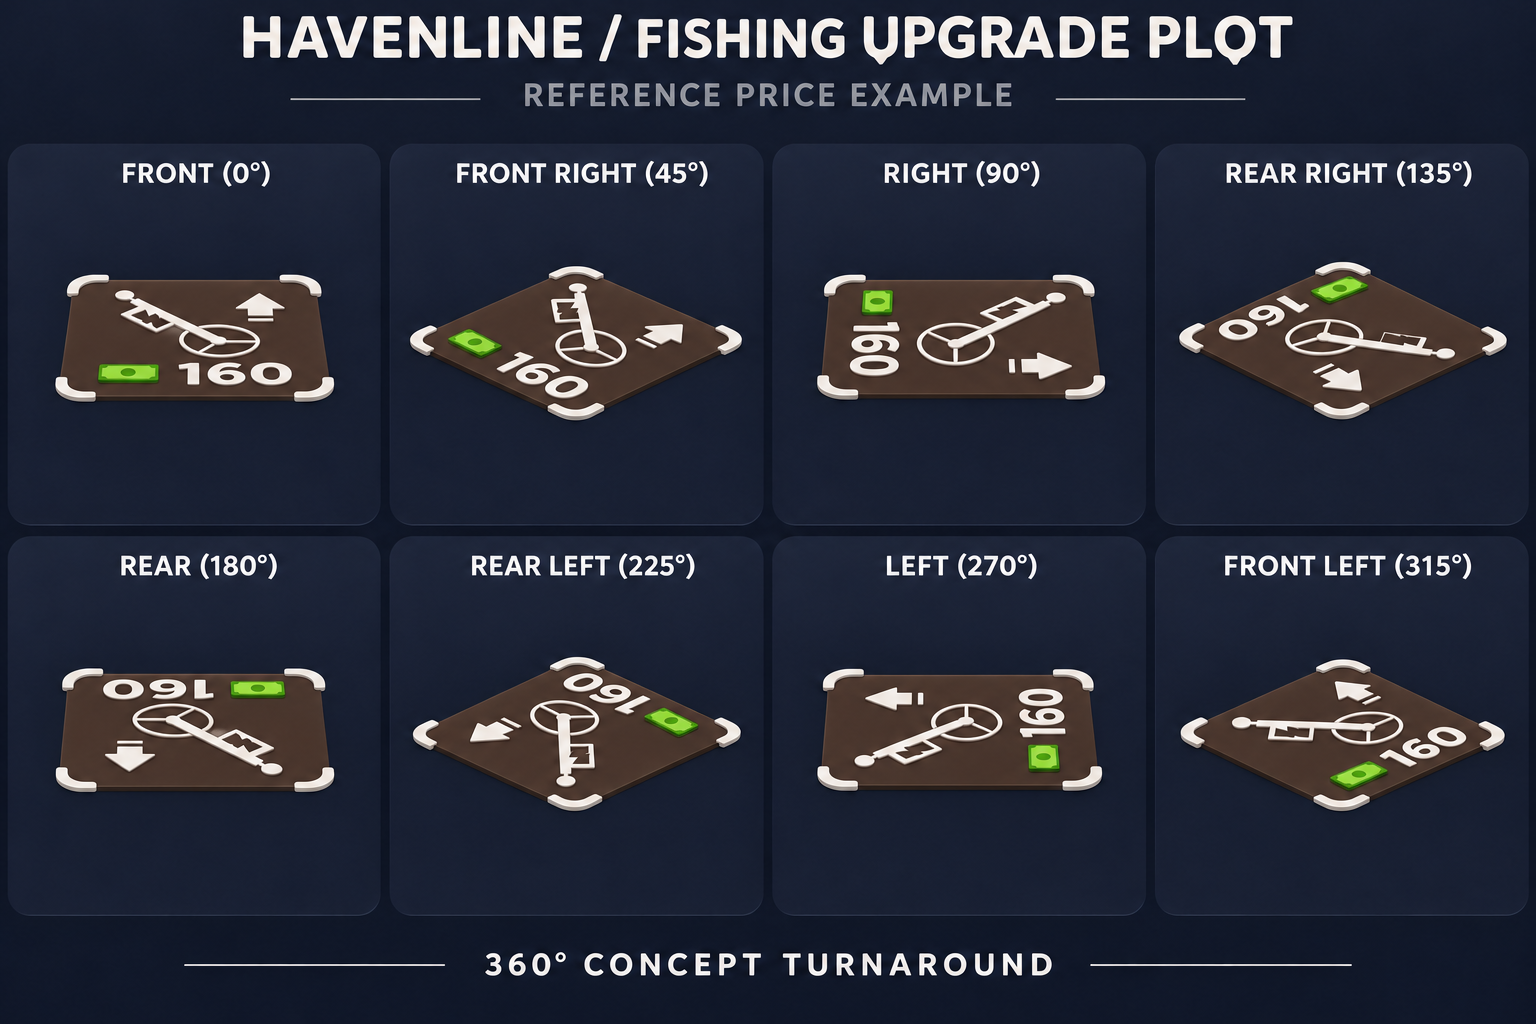 HAVENLINE / FISHING UPGRADE PLOT
REFERENCE PRICE EXAMPLE
FRONT (0°)
160
FRONT RIGHT (45°)
160
RIGHT (90°)
160
REAR RIGHT (135°)
160
REAR (180°)
160
REAR LEFT (225°)
160
LEFT (270°)
160
FRONT LEFT (315°)
160
360° CONCEPT TURNAROUND